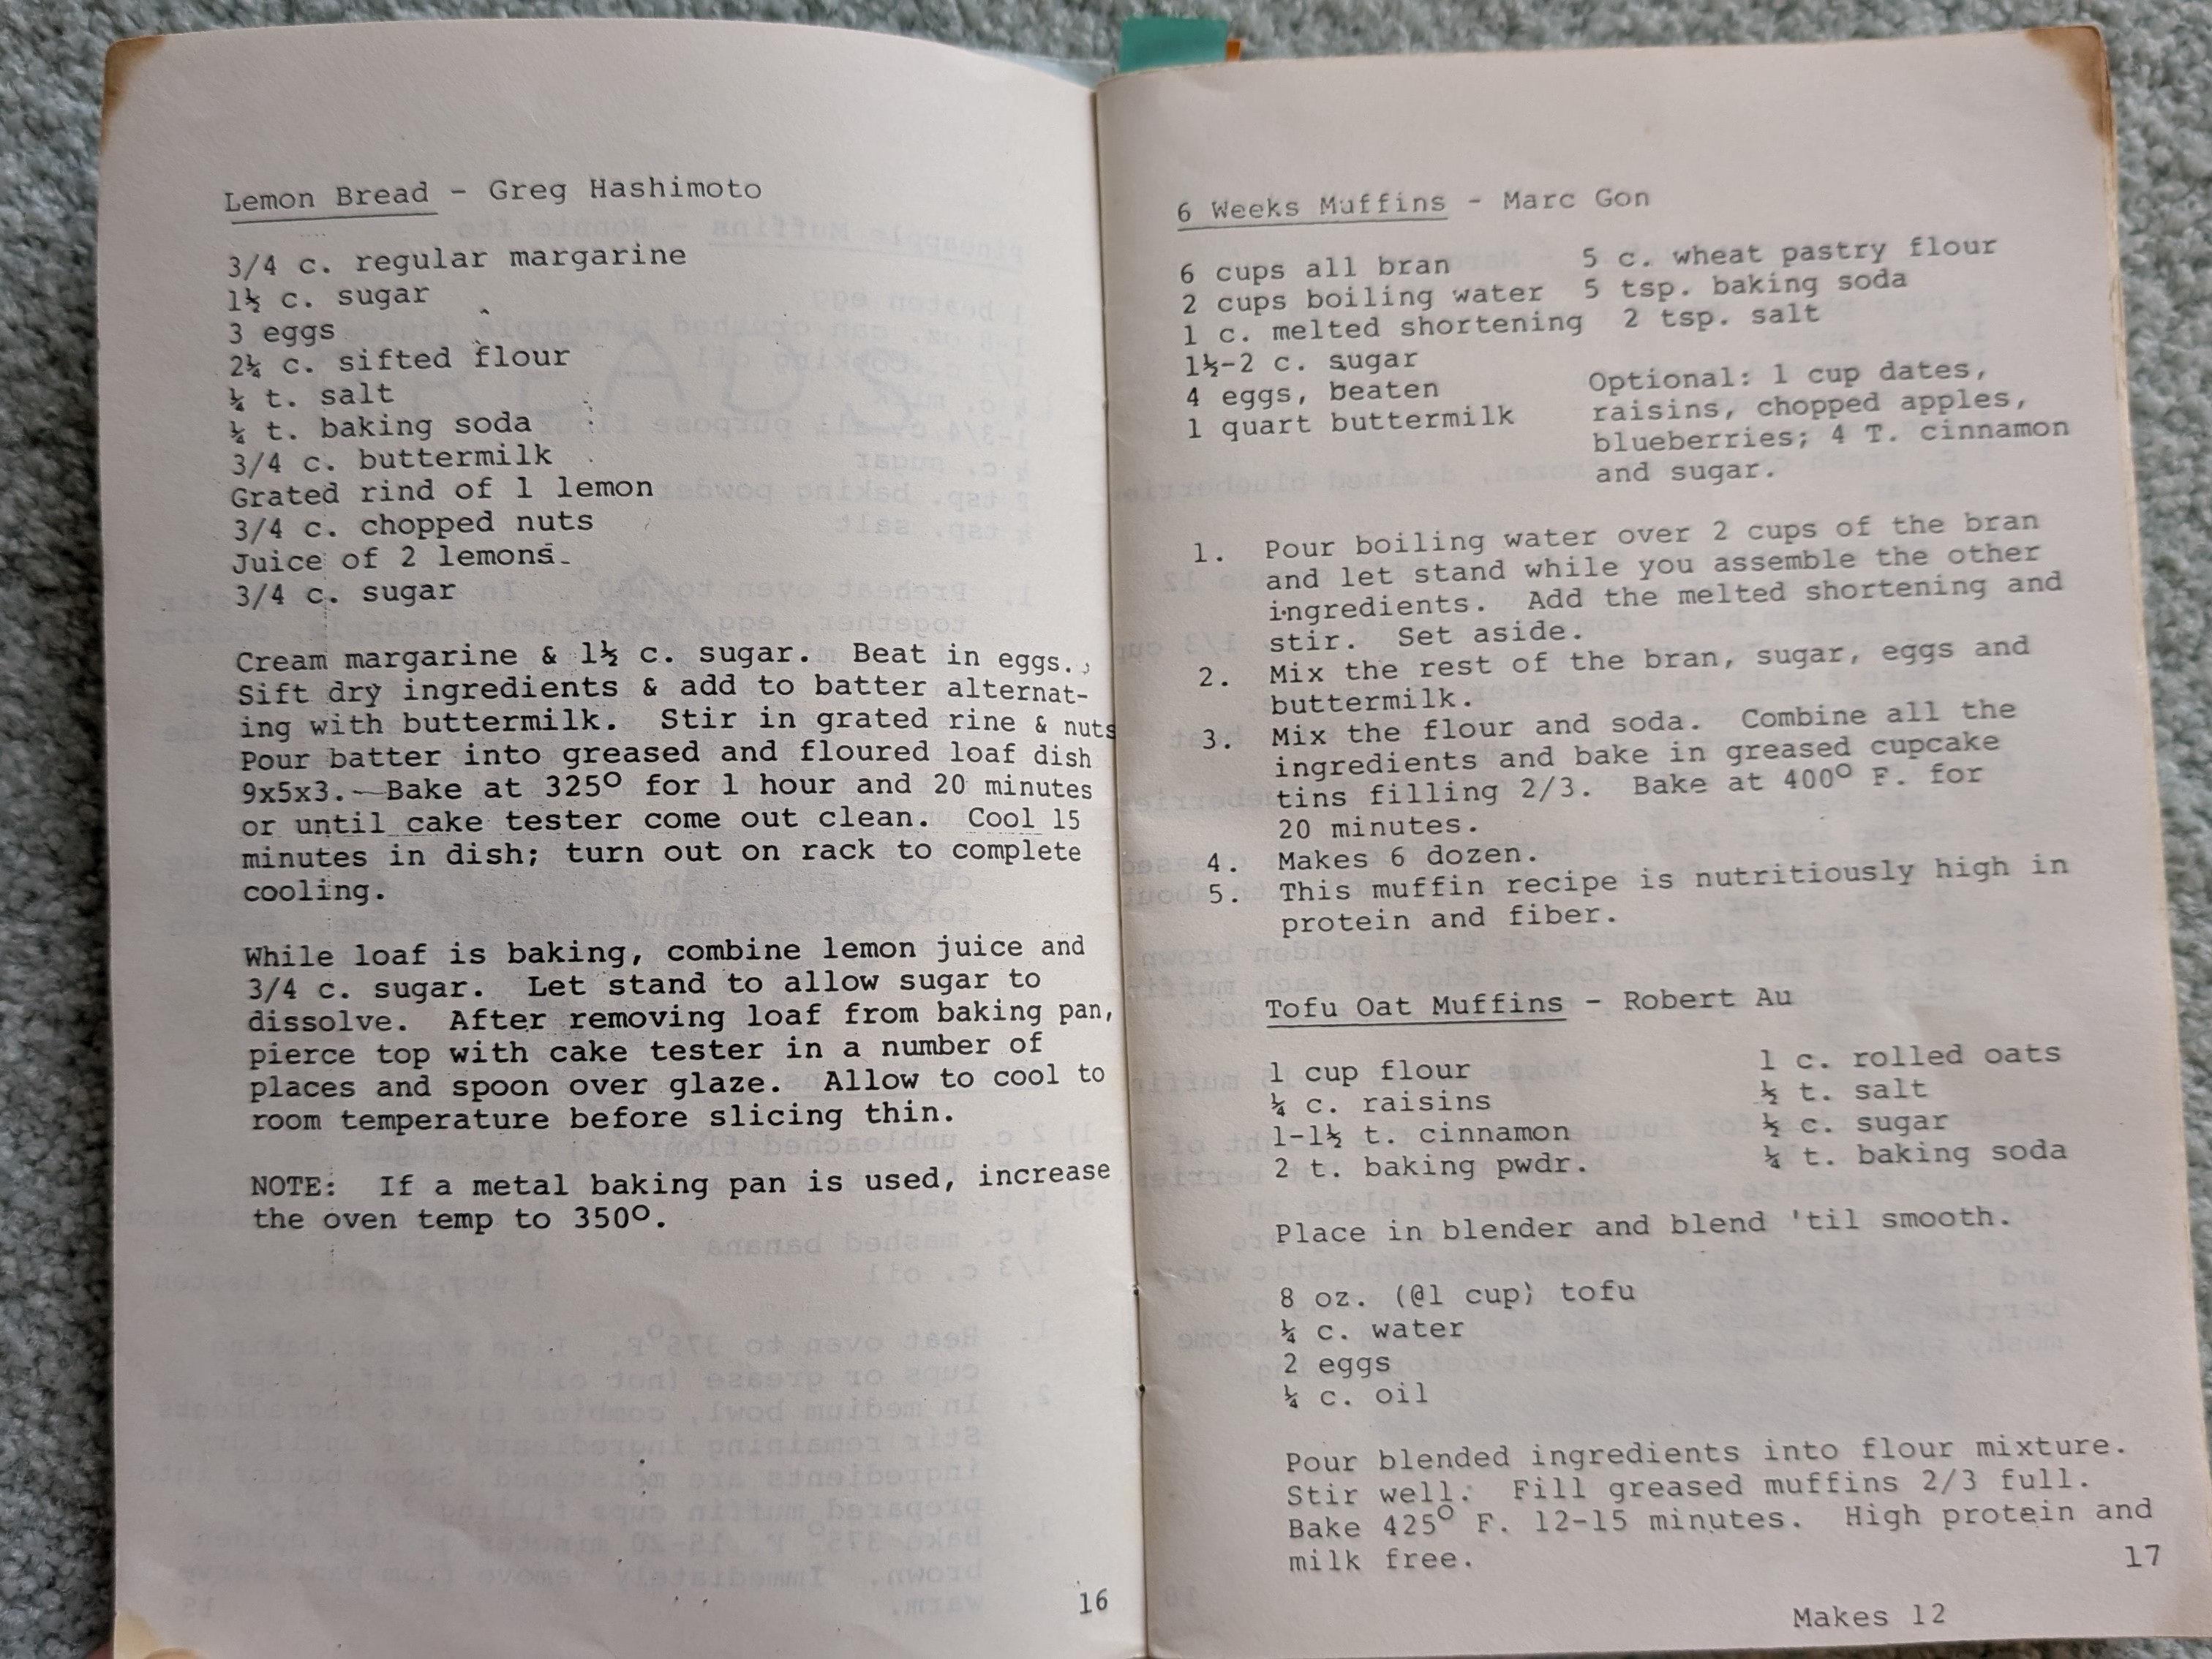 Lemon Bread - Greg Hashimoto
3/4 c. regular margarine
1½ c. sugar
3 eggs
2¼ c. sifted flour
¼ t. salt
¼ t. baking soda
3/4 c. buttermilk
Grated rind of 1 lemon
3/4 c. chopped nuts
Juice of 2 lemons
3/4 c. sugar
Cream margarine & 1½ c. sugar. Beat in eggs.
Sift dry ingredients & add to batter alternat-
ing with buttermilk. Stir in grated rine & nuts
Pour batter into greased and floured loaf dish
9x5x3. Bake at 325° for 1 hour and 20 minutes
or until cake tester come out clean. Cool 15
minutes in dish; turn out on rack to complete
cooling.
While loaf is baking, combine lemon juice and
3/4 c. sugar. Let stand to allow sugar to
dissolve. After removing loaf from baking pan,
pierce top with cake tester in a number of
places and spoon over glaze. Allow to cool to
room temperature before slicing thin.
NOTE: If a metal baking pan is used, increase
the oven temp to 350°.
16
6 Weeks Muffins - Marc Gon
6 cups all bran
2 cups boiling water
1 c. melted shortening
1½-2 c. sugar
4 eggs, beaten
1 quart buttermilk
5 c. wheat pastry flour
5 tsp. baking soda
2 tsp. salt
Optional: 1 cup dates,
raisins, chopped apples,
blueberries; 4 T. cinnamon
and sugar.
1. Pour boiling water over 2 cups of the bran
and let stand while you assemble the other
ingredients. Add the melted shortening and
stir. Set aside.
2. Mix the rest of the bran, sugar, eggs and
buttermilk.
3. Mix the flour and soda. Combine all the
ingredients and bake in greased cupcake
tins filling 2/3. Bake at 400° F. for
20 minutes.
4. Makes 6 dozen.
5. This muffin recipe is nutritiously high in
protein and fiber.
Tofu Oat Muffins - Robert Au
1 cup flour
¼ c. raisins
1-1½ t. cinnamon
2 t. baking pwdr.
1 c. rolled oats
½ t. salt
½ c. sugar
¼ t. baking soda
Place in blender and blend 'til smooth.
8 oz. (@1 cup) tofu
¼ c. water
2 eggs
¼ c. oil
Pour blended ingredients into flour mixture.
Stir well. Fill greased muffins 2/3 full.
Bake 425° F. 12-15 minutes. High protein and
milk free.
17
Makes 12